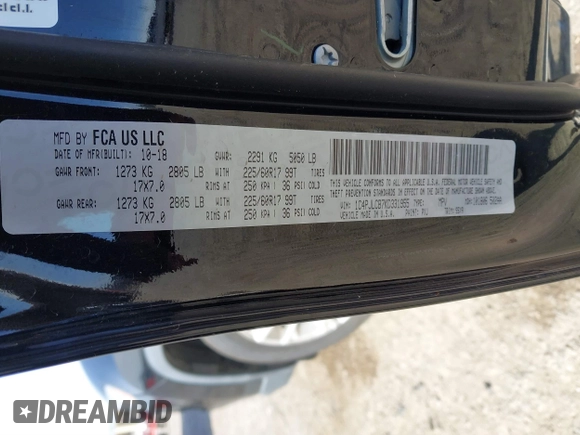 MFD BY FCA US LLC
DATE OF MFR(BUILT): 10-18 GVWR: 2291 KG 5050 LB
GAWR FRONT: 1273 KG 2805 LB WITH 225/60R17 99T TIRES
17X7.0 RIMS AT 250 KPA( 36 PSI)COLD
GAWR REAR: 1273 KG 2805 LB WITH 225/60R17 99T TIRES
17X7.0 RIMS AT 250 KPA( 36 PSI)COLD
THIS VEHICLE CONFORMS TO ALL APPLICABLE U.S.A. FEDERAL MOTOR VEHICLE SAFETY AND
THEFT PREVENTION STANDARDS IN EFFECT ON THE DATE OF MANUFACTURE SHOWN ABOVE.
VIN: 1C4PJLCB7KD331955 TYPE: MPV
MADE IN U.S.A. PAINT:
DREAMBID